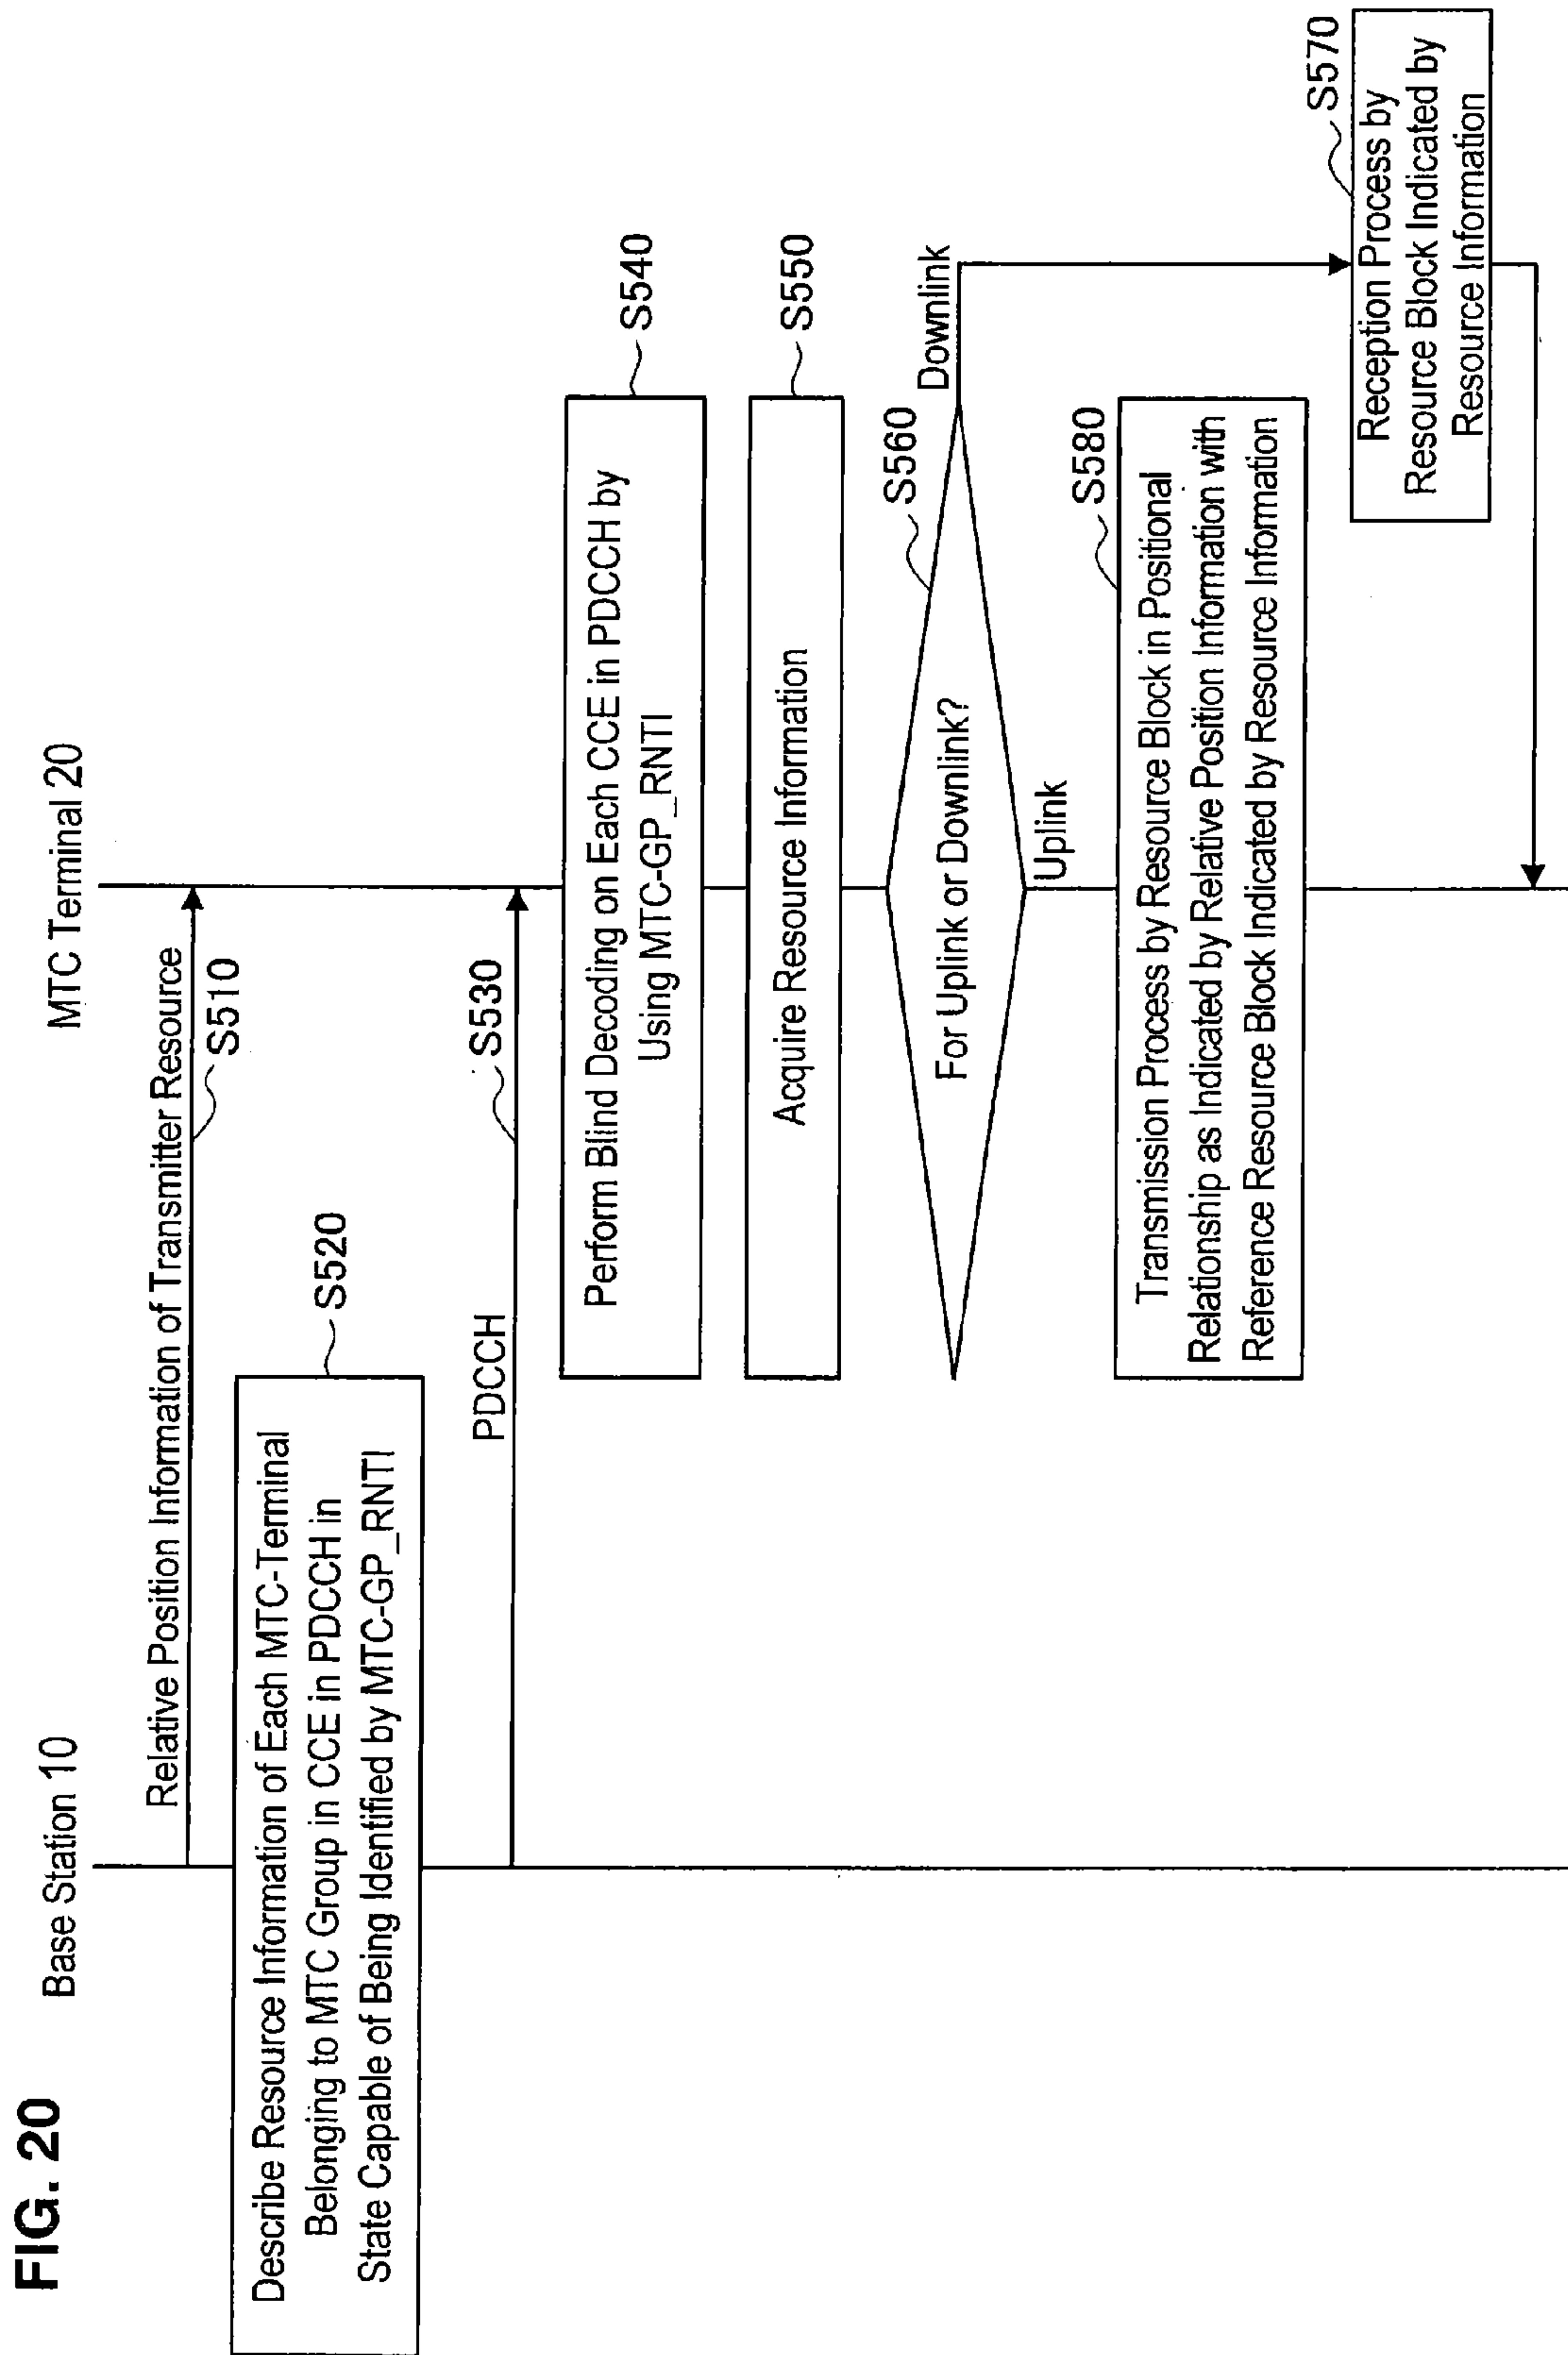 FIG. 20
Base Station 10
MTC Terminal 20
Relative Position Information of Transmitter Resource
S510
S520
Describe Resource Information of Each MTC-Terminal
Belonging to MTC Group in CCE in PDCCH in
State Capable of Being Identified by MTC-GP_RNTI
PDCCH
S530
S540
Perform Blind Decoding on Each CCE in PDCCH by
Using MTC-GP_RNTI
S550
Acquire Resource Information
S560
For Uplink or Downlink?
Downlink
Uplink
S580
Transmission Process by Resource Block in Positional
Relationship as Indicated by Relative Position Information with
Reference Resource Block Indicated by Resource Information
S570
Reception Process by
Resource Block Indicated by
Resource Information